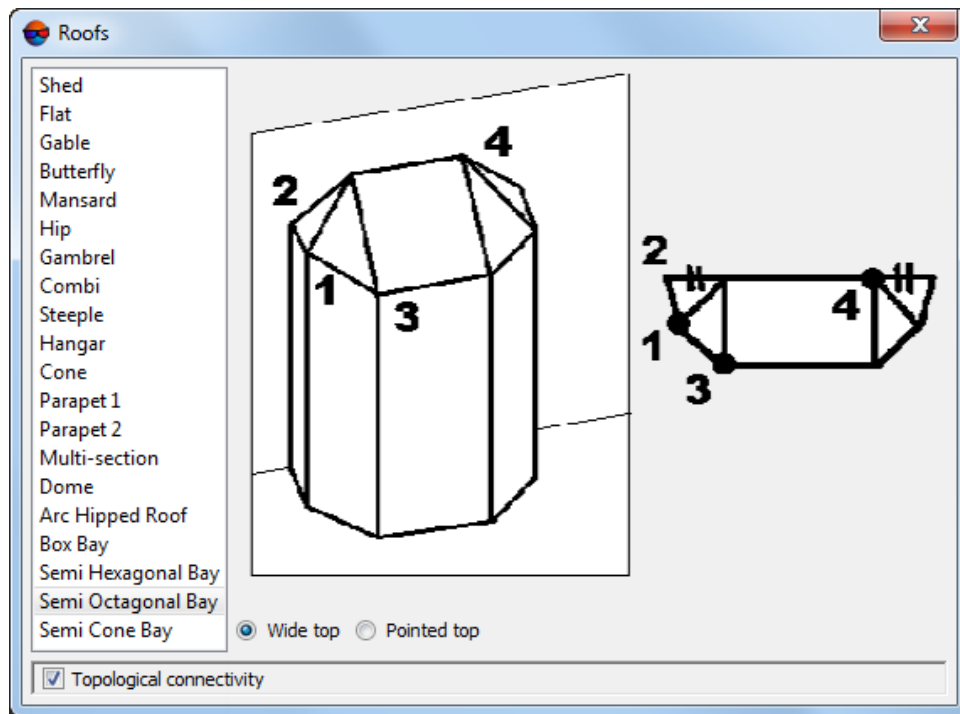 Roofs
Shed
Flat
Gable
Butterfly
Mansard
Hip
Gambrel
Combi
Steeple
Hangar
Cone
Parapet 1
Parapet 2
Multi-section
Dome
Arc Hipped Roof
Box Bay
Semi Hexagonal Bay
Semi Octagonal Bay
Semi Cone Bay
4
2
1
3
2
4
1
3
Wide top Pointed top
Topological connectivity